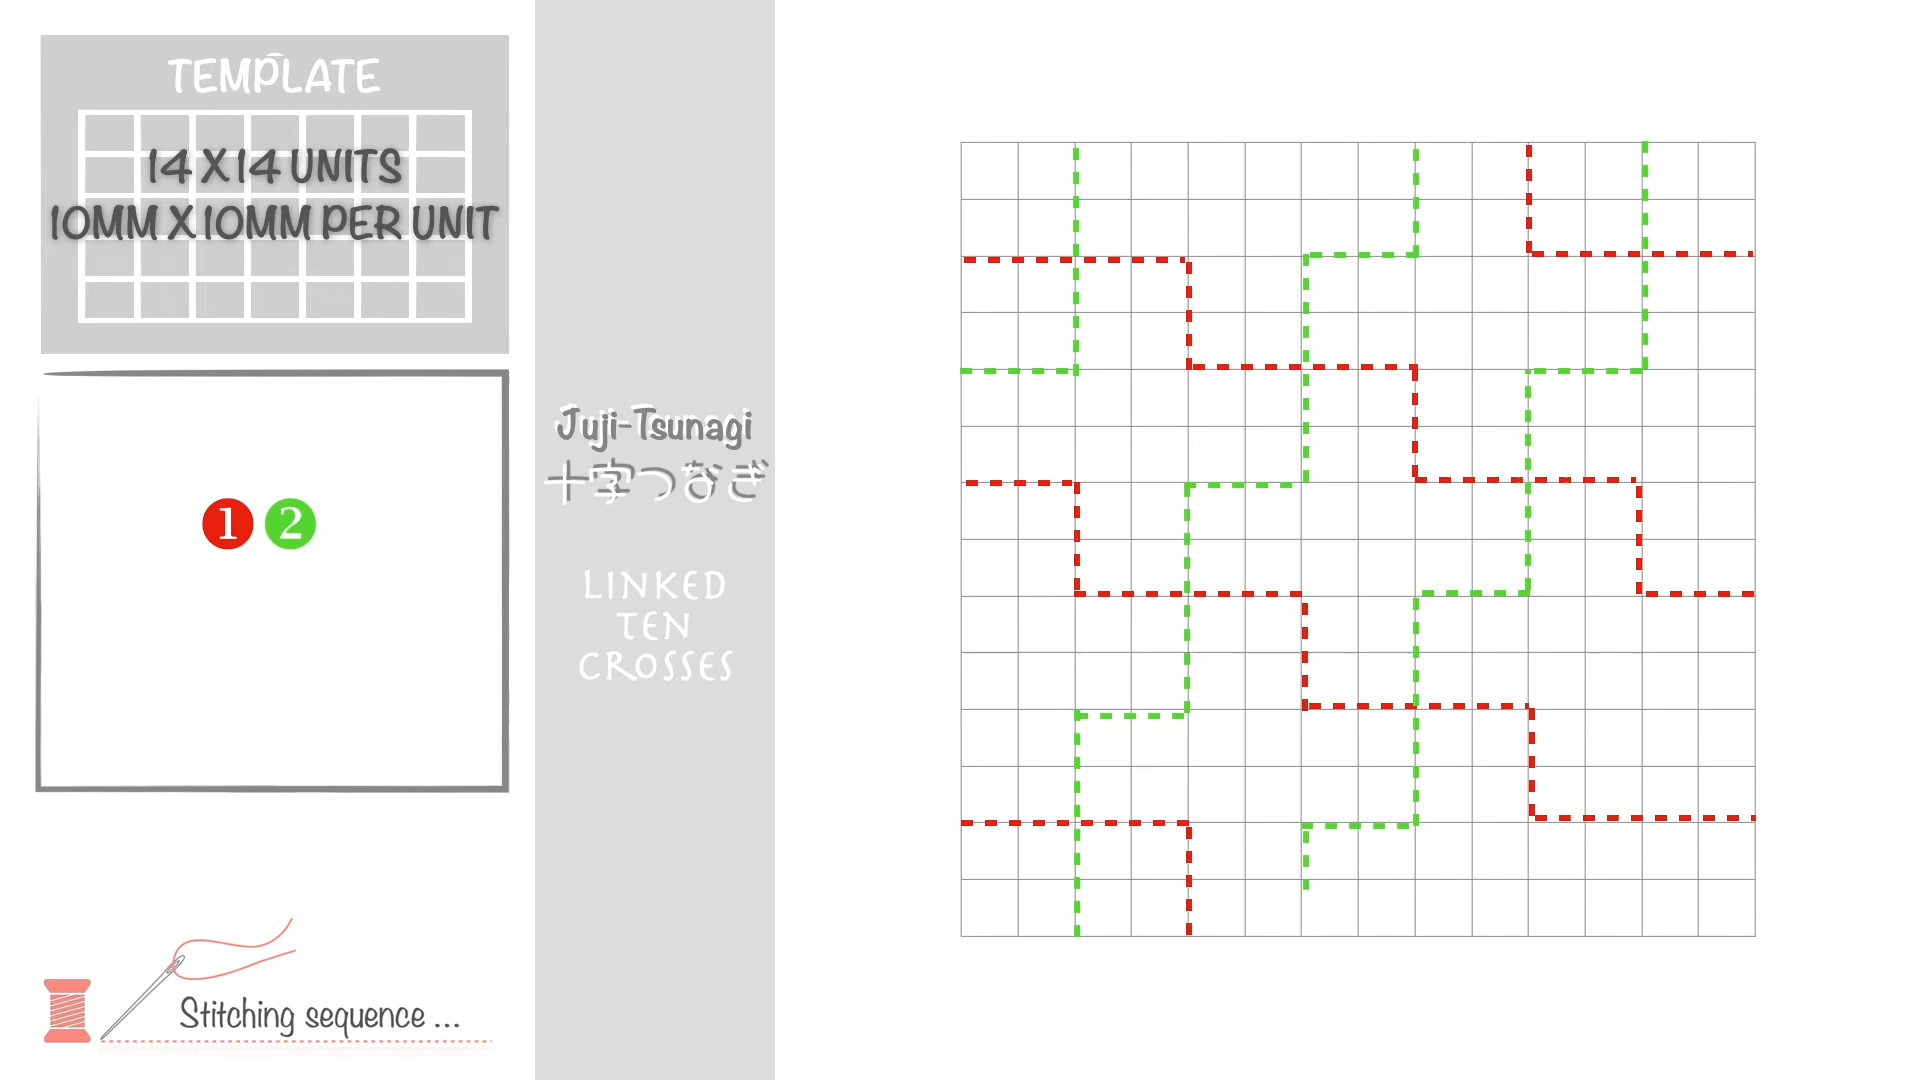 TEMPLATE
14 X 14 UNITS
10MM X 10MM PER UNIT
Juji-Tsunagi
十字つなぎ
LINKED
TEN
CROSSES
1 2
Stitching sequence ...